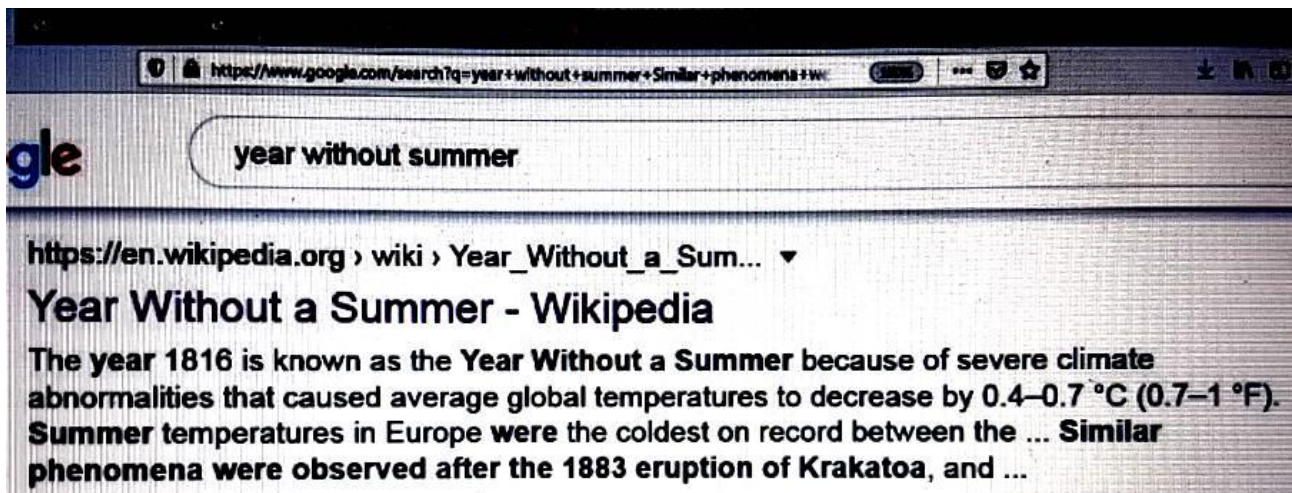 https://www.google.com/search?q=year+without+summer+Similar+phenomena+w
gle
year without summer
https://en.wikipedia.org › wiki › Year_Without_a_Sum... ▼
Year Without a Summer - Wikipedia
The year 1816 is known as the Year Without a Summer because of severe climate
abnormalities that caused average global temperatures to decrease by 0.4–0.7 °C (0.7–1 °F).
Summer temperatures in Europe were the coldest on record between the ... Similar
phenomena were observed after the 1883 eruption of Krakatoa, and ...